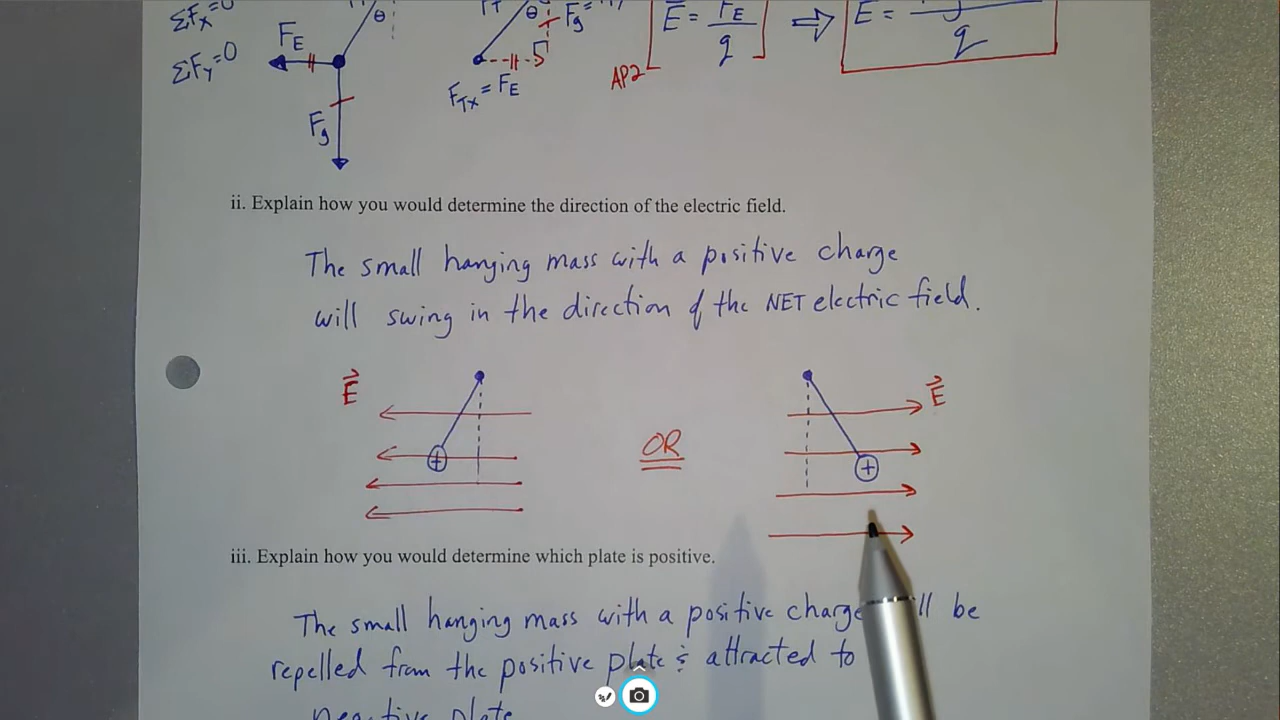 ΣFx=0
θ
θ
Fg
E = FE/q ⇒ E = /q
FE
ΣFy=0
AP2
FTx = FE
Fg
ii. Explain how you would determine the direction of the electric field.
The small hanging mass with a positive charge
will swing in the direction of the NET electric field.
E
E
OR
+
+
iii. Explain how you would determine which plate is positive.
The small hanging mass with a positive charge ll be
repelled from the positive plate & attracted to
negative plate